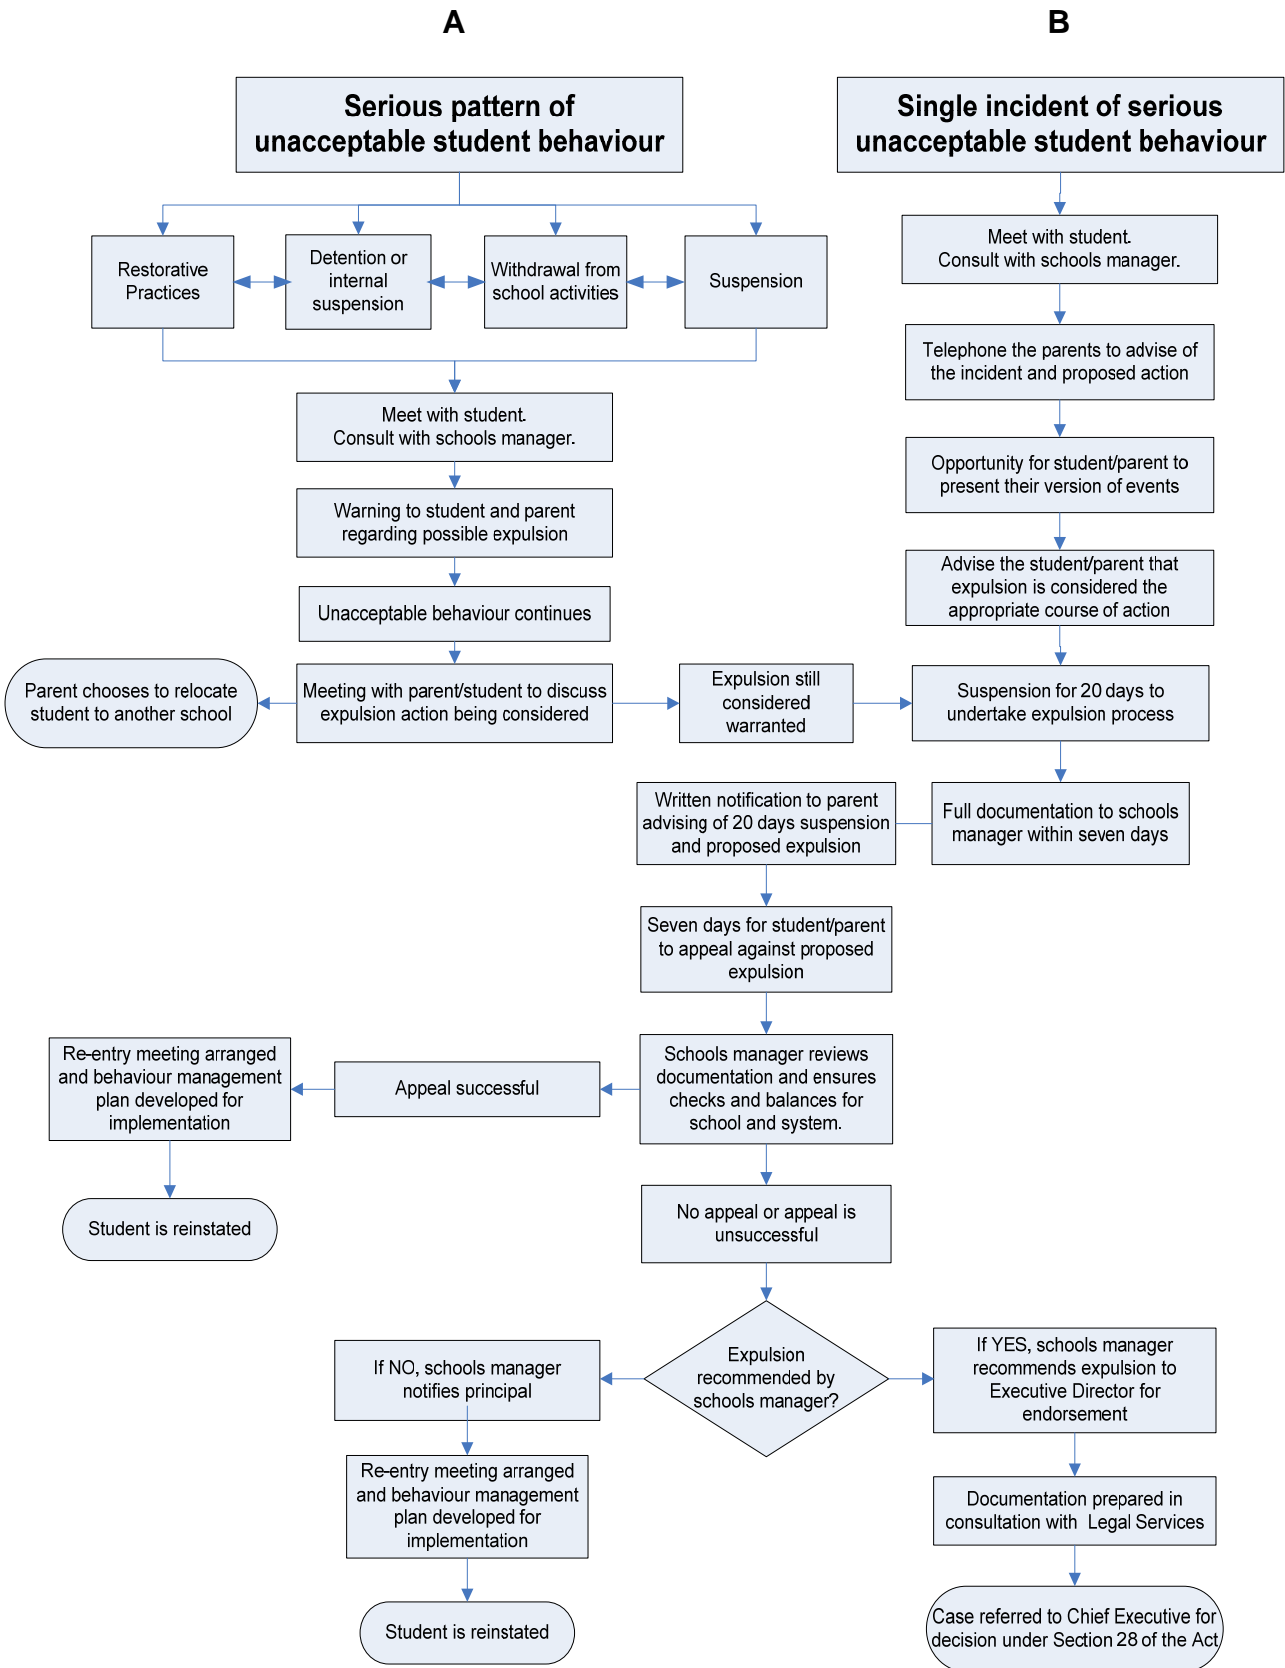 A
B
Serious pattern of
unacceptable student behaviour
Single incident of serious
unacceptable student behaviour
Restorative
Practices
Detention or
internal
suspension
Withdrawal from
school activities
Suspension
Meet with student.
Consult with schools manager.
Warning to student and parent
regarding possible expulsion
Unacceptable behaviour continues
Meeting with parent/student to discuss
expulsion action being considered
Parent chooses to relocate
student to another school
Expulsion still
considered
warranted
Meet with student.
Consult with schools manager.
Telephone the parents to advise of
the incident and proposed action
Opportunity for student/parent to
present their version of events
Advise the student/parent that
expulsion is considered the
appropriate course of action
Suspension for 20 days to
undertake expulsion process
Full documentation to schools
manager within seven days
Written notification to parent
advising of 20 days suspension
and proposed expulsion
Seven days for student/parent
to appeal against proposed
expulsion
Schools manager reviews
documentation and ensures
checks and balances for
school and system.
Appeal successful
Re-entry meeting arranged
and behaviour management
plan developed for
implementation
Student is reinstated
No appeal or appeal is
unsuccessful
Expulsion
recommended by
schools manager?
If NO, schools manager
notifies principal
Re-entry meeting arranged
and behaviour management
plan developed for
implementation
Student is reinstated
If YES, schools manager
recommends expulsion to
Executive Director for
endorsement
Documentation prepared in
consultation with Legal Services
Case referred to Chief Executive for
decision under Section 28 of the Act